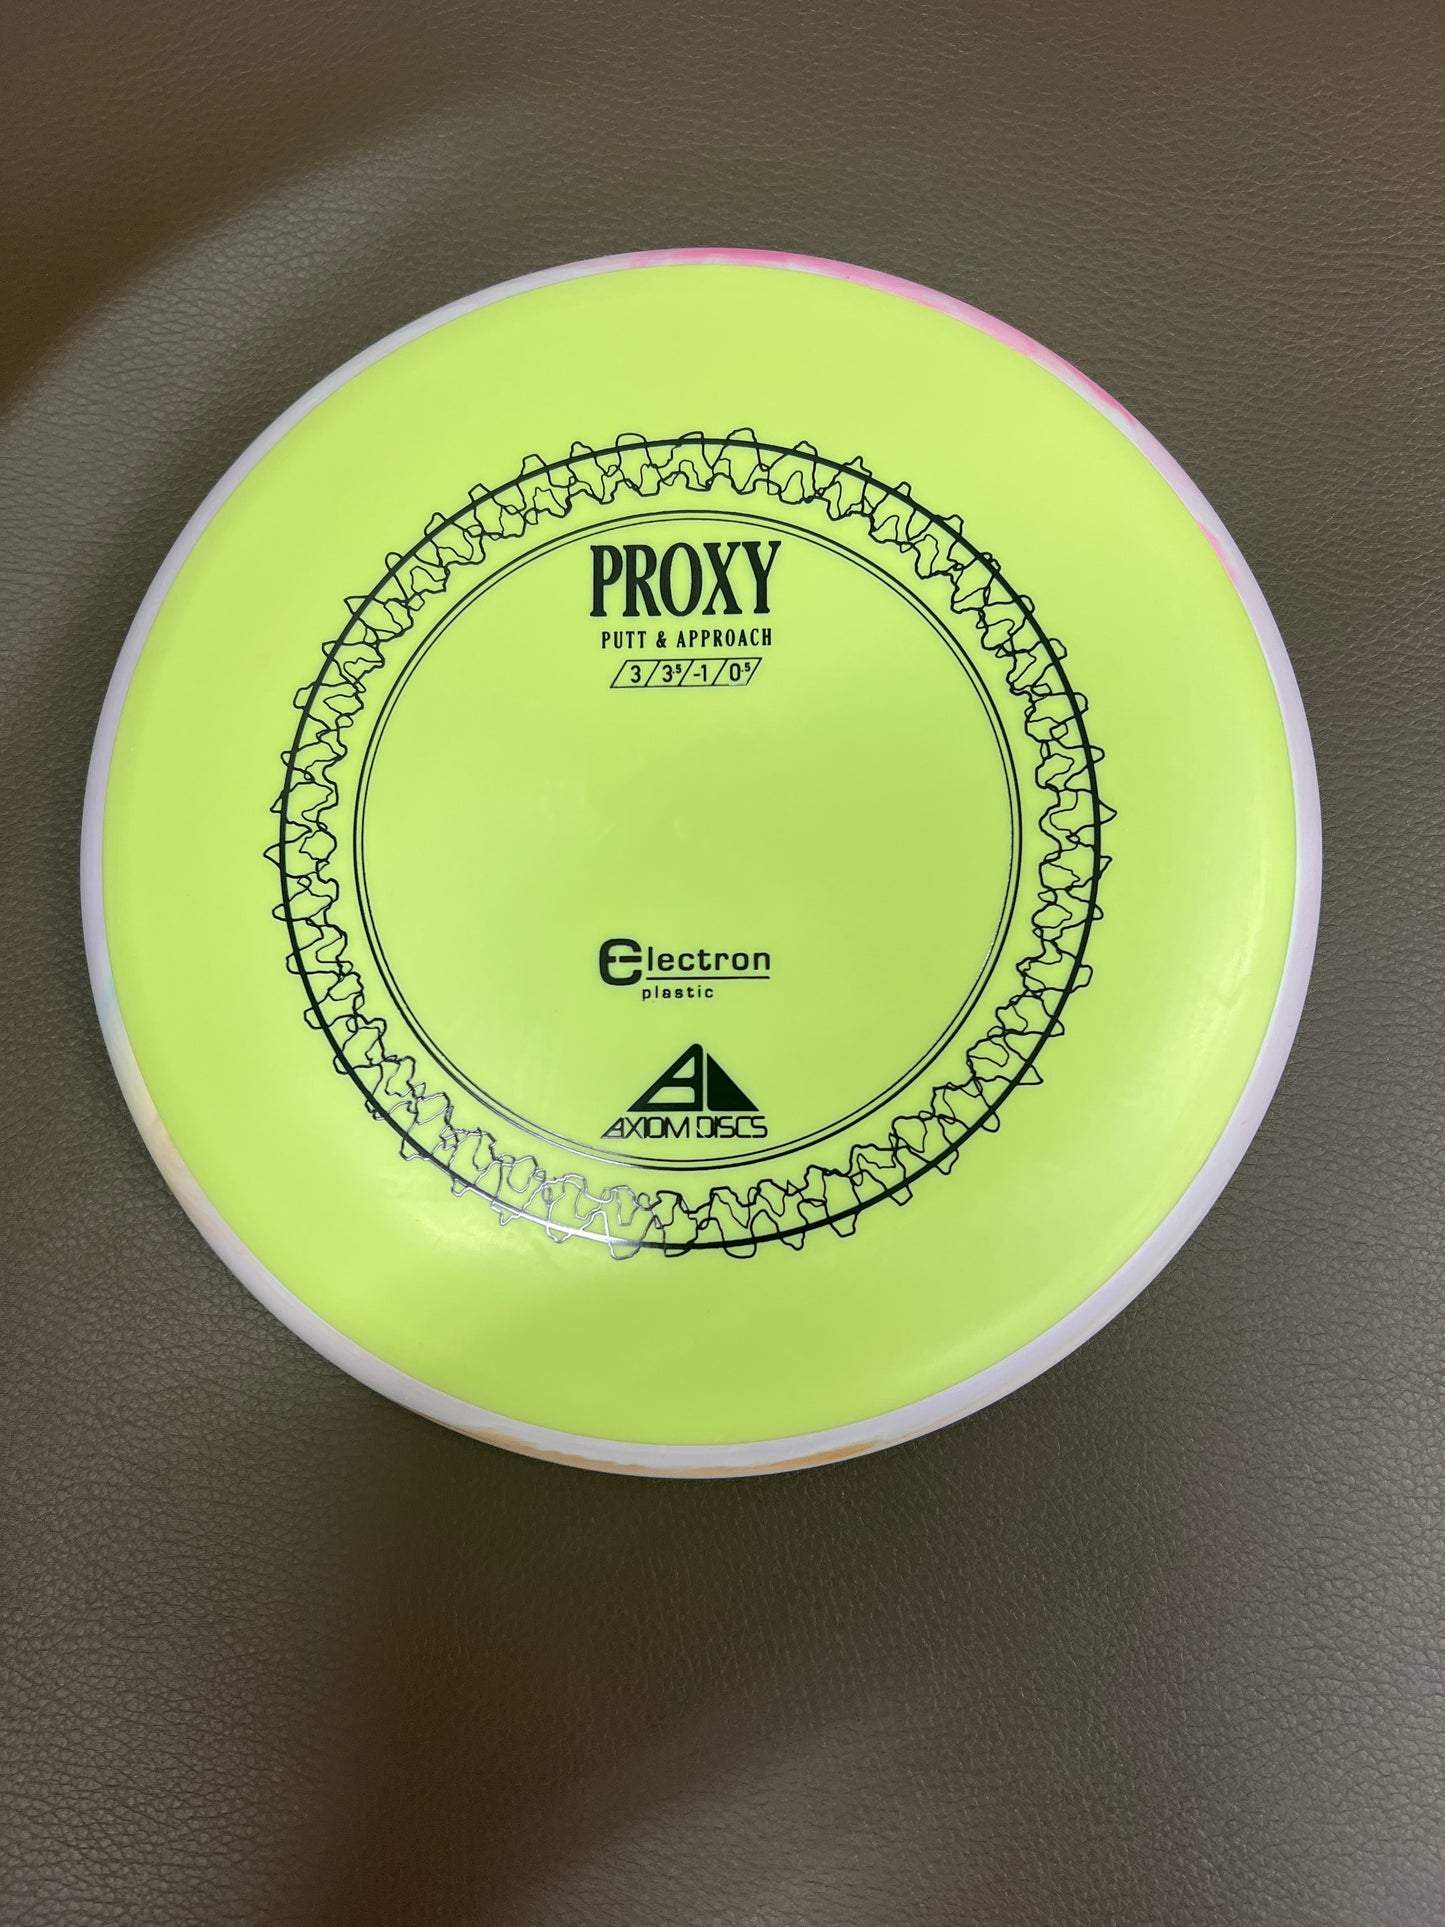 PROXY
PUTT & APPROACH
3 / 3.5 / -1 / 0.5
Electron
plastic
AXIOM DISCS